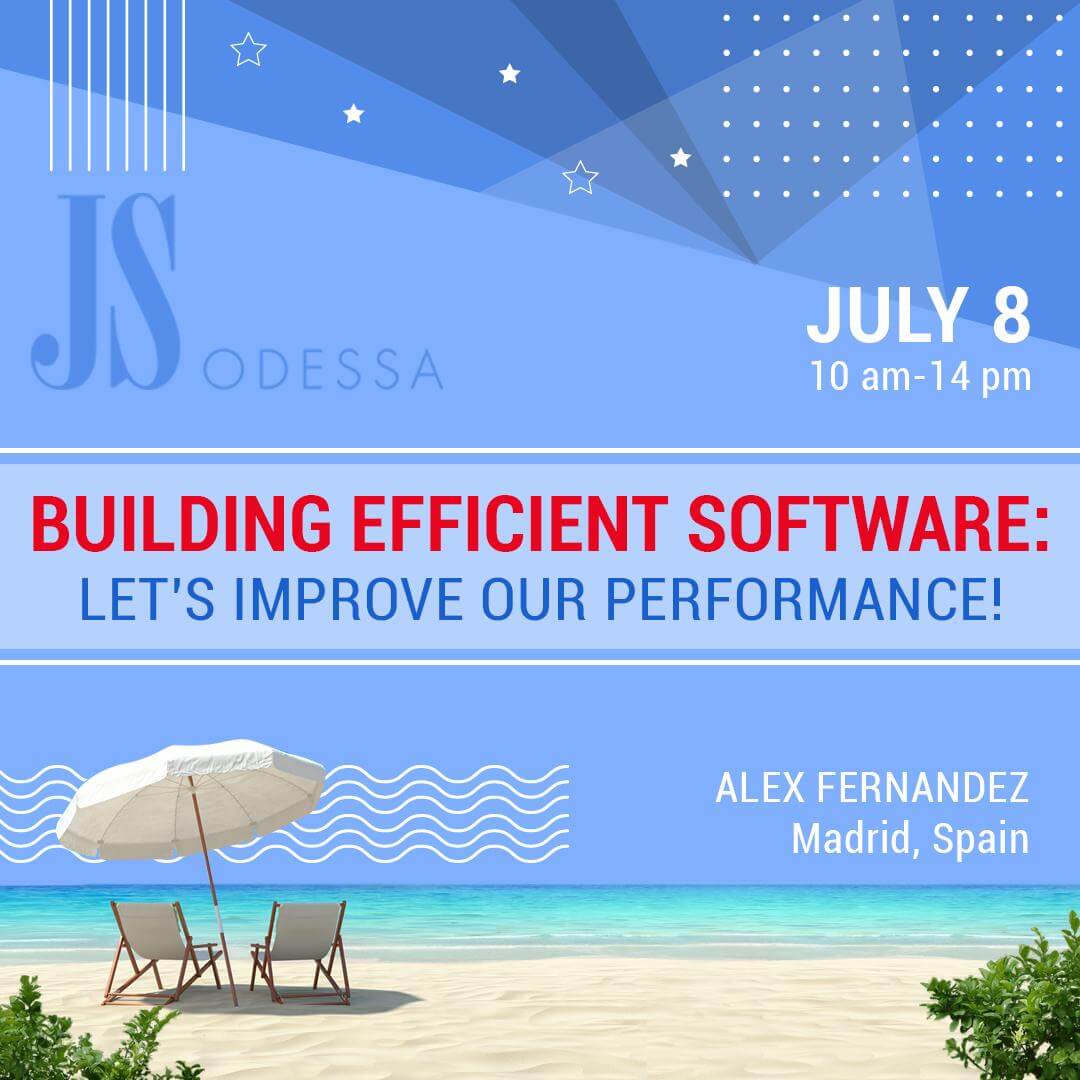 JS ODESSA
JULY 8
10 am-14 pm
BUILDING EFFICIENT SOFTWARE:
LET'S IMPROVE OUR PERFORMANCE!
ALEX FERNANDEZ
Madrid, Spain